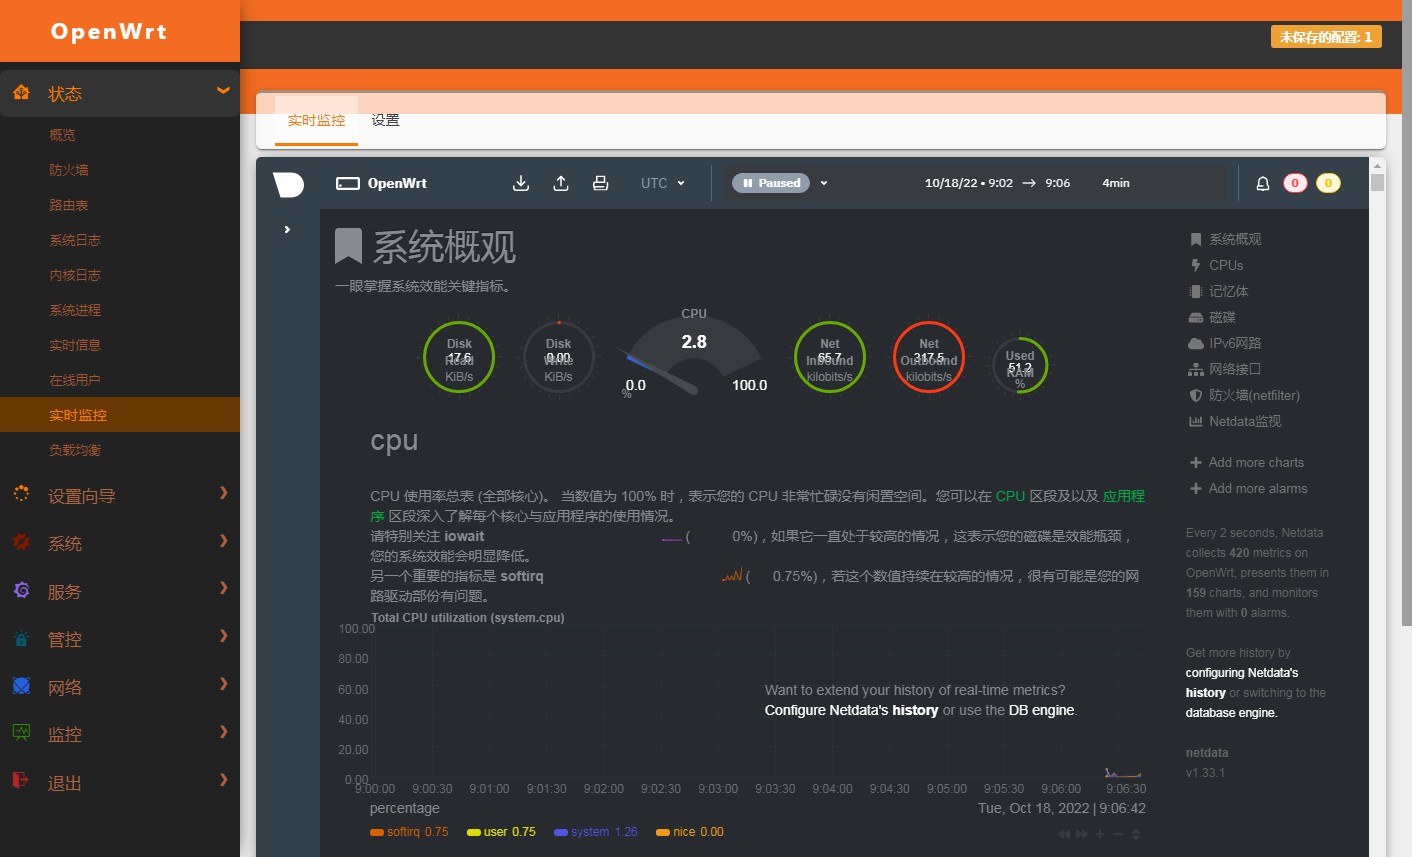 OpenWrt
未保存的配置: 1
状态
概览
防火墙
路由表
系统日志
内核日志
系统进程
实时信息
在线用户
实时监控
负载均衡
设置向导
系统
服务
管控
网络
监控
退出
实时监控 设置
OpenWrt UTC Paused 10/18/22 • 9:02 → 9:06 4min 0 0
系统概观
一眼掌握系统效能关键指标。
Disk Read 17.6 KiB/s
Disk Write 0.00 KiB/s
CPU
2.8
0.0 100.0
%
Net Inbound 65.7 kilobits/s
Net Outbound 317.5 kilobits/s
Used RAM 51.2 %
cpu
CPU 使用率总表 (全部核心)。 当数值为 100% 时，表示您的 CPU 非常忙碌没有闲置空间。您可以在 CPU 区段及以及 应用程
序 区段深入了解每个核心与应用程序的使用情况。
请特别关注 iowait ( 0%)，如果它一直处于较高的情况，这表示您的磁碟是效能瓶颈，
您的系统效能会明显降低。
另一个重要的指标是 softirq ( 0.75%)，若这个数值持续在较高的情况，很有可能是您的网
路驱动部份有问题。
Total CPU utilization (system.cpu)
100.00
80.00
60.00
40.00
20.00
0.00
Want to extend your history of real-time metrics?
Configure Netdata's history or use the DB engine.
9:00:00 9:00:30 9:01:00 9:01:30 9:02:00 9:02:30 9:03:00 9:03:30 9:04:00 9:04:30 9:05:00 9:05:30 9:06:00 9:06:30
percentage Tue, Oct 18, 2022 | 9:06:42
softirq 0.75 user 0.75 system 1.26 nice 0.00
系统概观
CPUs
记忆体
磁碟
IPv6网路
网络接口
防火墙(netfilter)
Netdata监视
Add more charts
Add more alarms
Every 2 seconds, Netdata
collects 420 metrics on
OpenWrt, presents them in
159 charts, and monitors
them with 0 alarms.
Get more history by
configuring Netdata's
history or switching to the
database engine.
netdata
v1.33.1